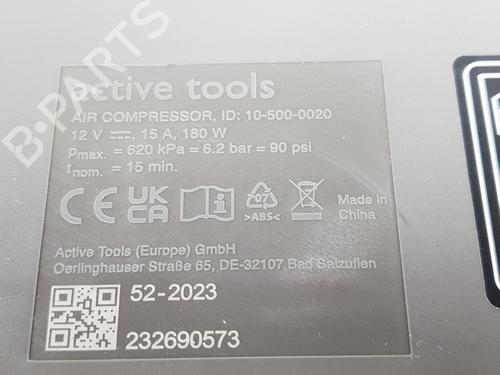 active tools
AIR COMPRESSOR, ID: 10-500-0020
12 V ⎓, 15 A, 180 W
Pmax. = 620 kPa = 6.2 bar = 90 psi
tnom. = 15 min.
CE UK CA 07 >ABS< Made in
China
Active Tools (Europe) GmbH
Oerlinghauser Straße 65, DE-32107 Bad Salzuflen
52-2023
232690573